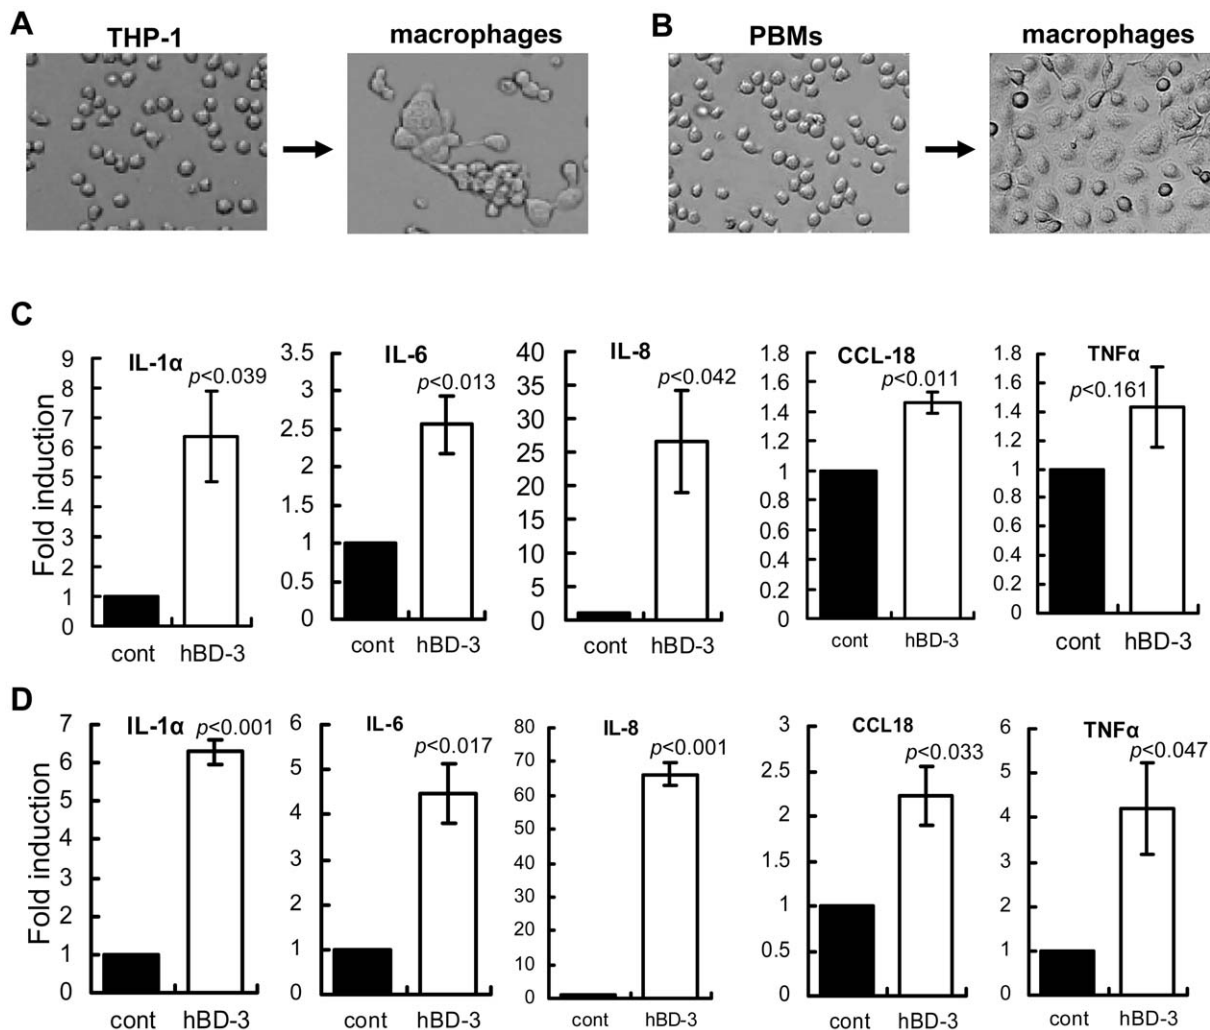 A
THP-1
macrophages
B
PBMs
macrophages
C
Fold induction
IL-1α
p<0.039
9
8
7
6
5
4
3
2
1
0
cont hBD-3
IL-6
p<0.013
3.5
3
2.5
2
1.5
1
0.5
0
cont hBD-3
IL-8
p<0.042
40
35
30
25
20
15
10
5
0
cont hBD-3
CCL-18
p<0.011
1.8
1.6
1.4
1.2
1
0.8
0.6
0.4
0.2
0
cont hBD-3
TNFα
p<0.161
1.8
1.6
1.4
1.2
1
0.8
0.6
0.4
0.2
0
cont hBD-3
D
Fold induction
IL-1α
p<0.001
7
6
5
4
3
2
1
0
cont hBD-3
IL-6
p<0.017
6
5
4
3
2
1
0
cont hBD-3
IL-8
p<0.001
80
70
60
50
40
30
20
10
0
cont hBD-3
CCL18
p<0.033
3
2.5
2
1.5
1
0.5
0
cont hBD-3
TNFα
p<0.047
6
5
4
3
2
1
0
cont hBD-3